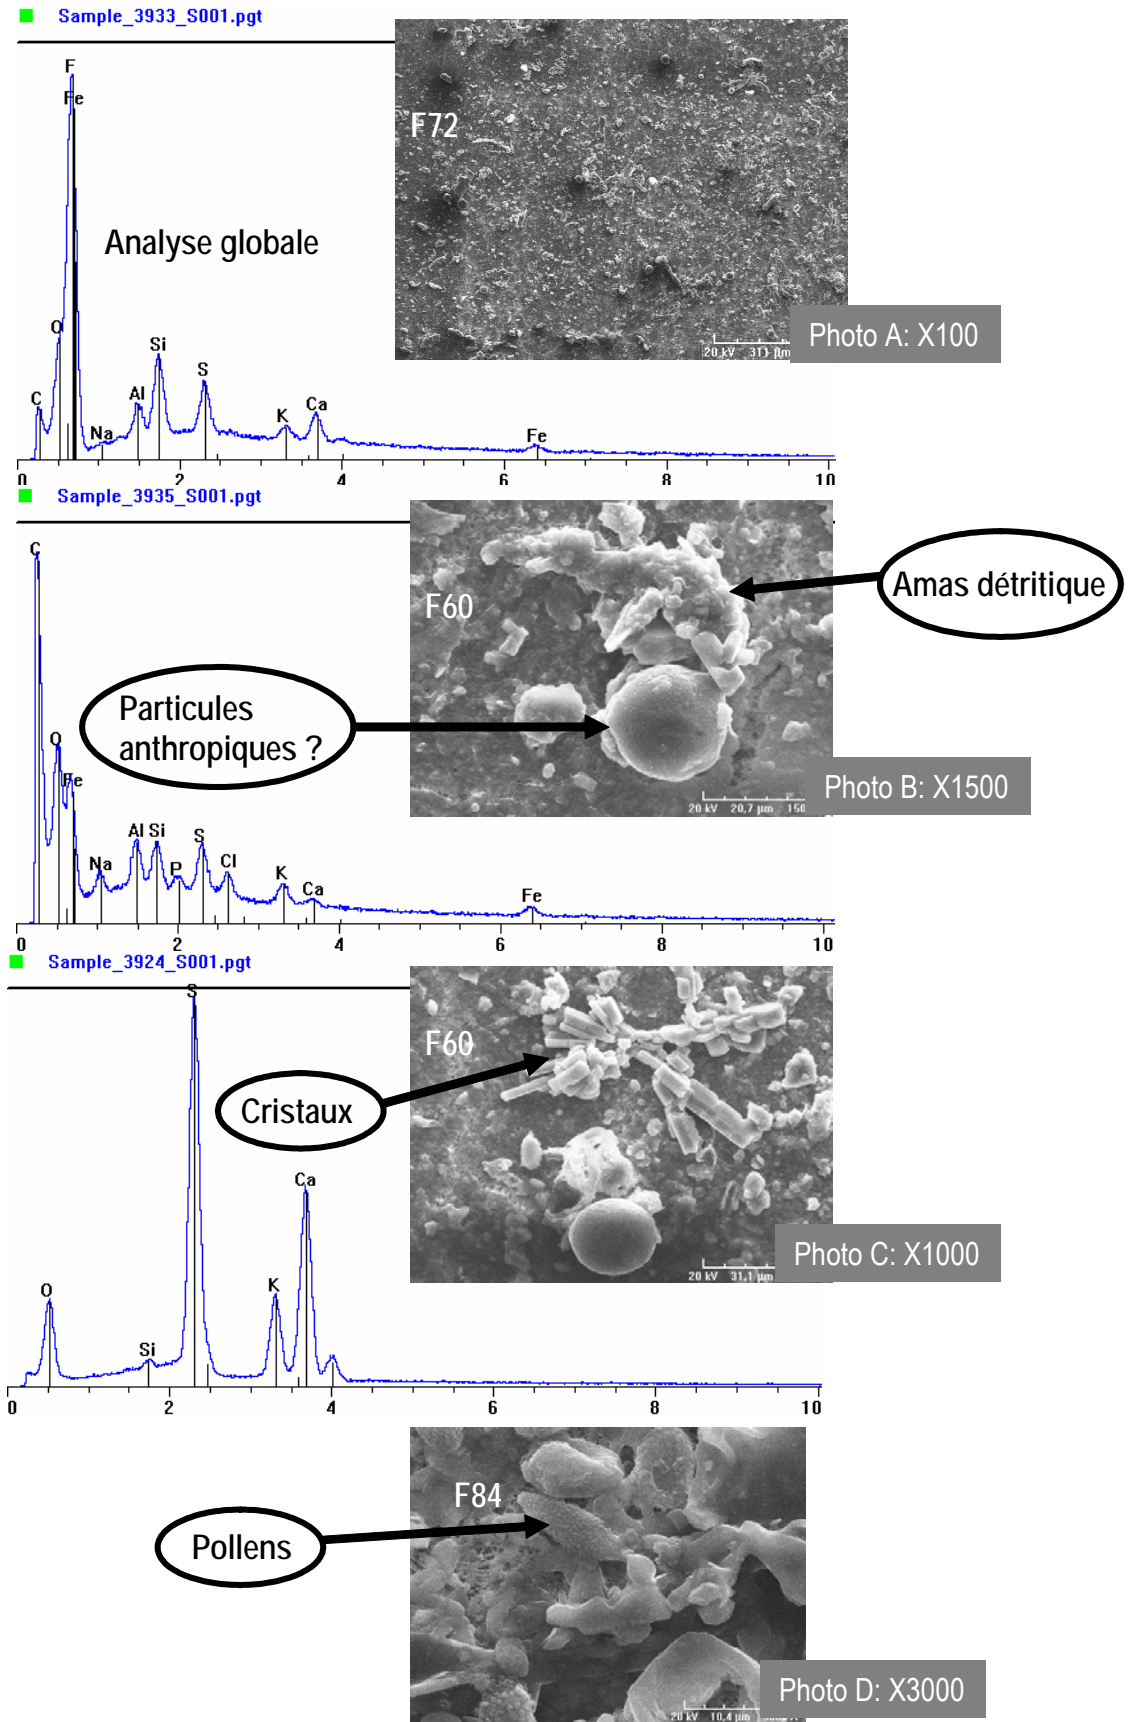 Sample_3933_S001.pgt
F
Fe
F72
Analyse globale
O
Si
C
Al
S
Na
K
Ca
Fe
Photo A: X100
20 kV 311 µm
0 2 4 6 8 10
Sample_3935_S001.pgt
C
F60
Amas détritique
Particules
anthropiques ?
O
Fe
Na
Al Si
P
S
Cl
K
Ca
Fe
Photo B: X1500
20 kV 20,7 µm 150
0 2 4 6 8 10
Sample_3924_S001.pgt
S
F60
Cristaux
Ca
K
O
Si
Photo C: X1000
20 kV 31,1 µm
0 2 4 6 8 10
F84
Pollens
Photo D: X3000
20 kV 10,4 µm